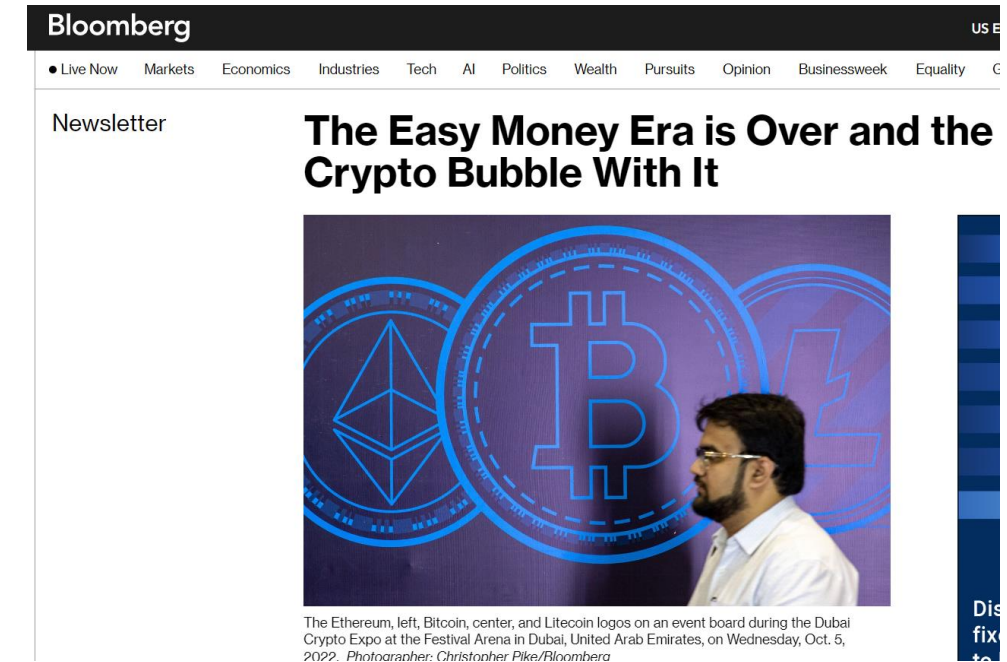 Bloomberg
US E
Live Now Markets Economics Industries Tech AI Politics Wealth Pursuits Opinion Businessweek Equality G
Newsletter
The Easy Money Era is Over and the
Crypto Bubble With It
The Ethereum, left, Bitcoin, center, and Litecoin logos on an event board during the Dubai
Crypto Expo at the Festival Arena in Dubai, United Arab Emirates, on Wednesday, Oct. 5,
2022. Photographer: Christopher Pike/Bloomberg
Dis
fixe
to